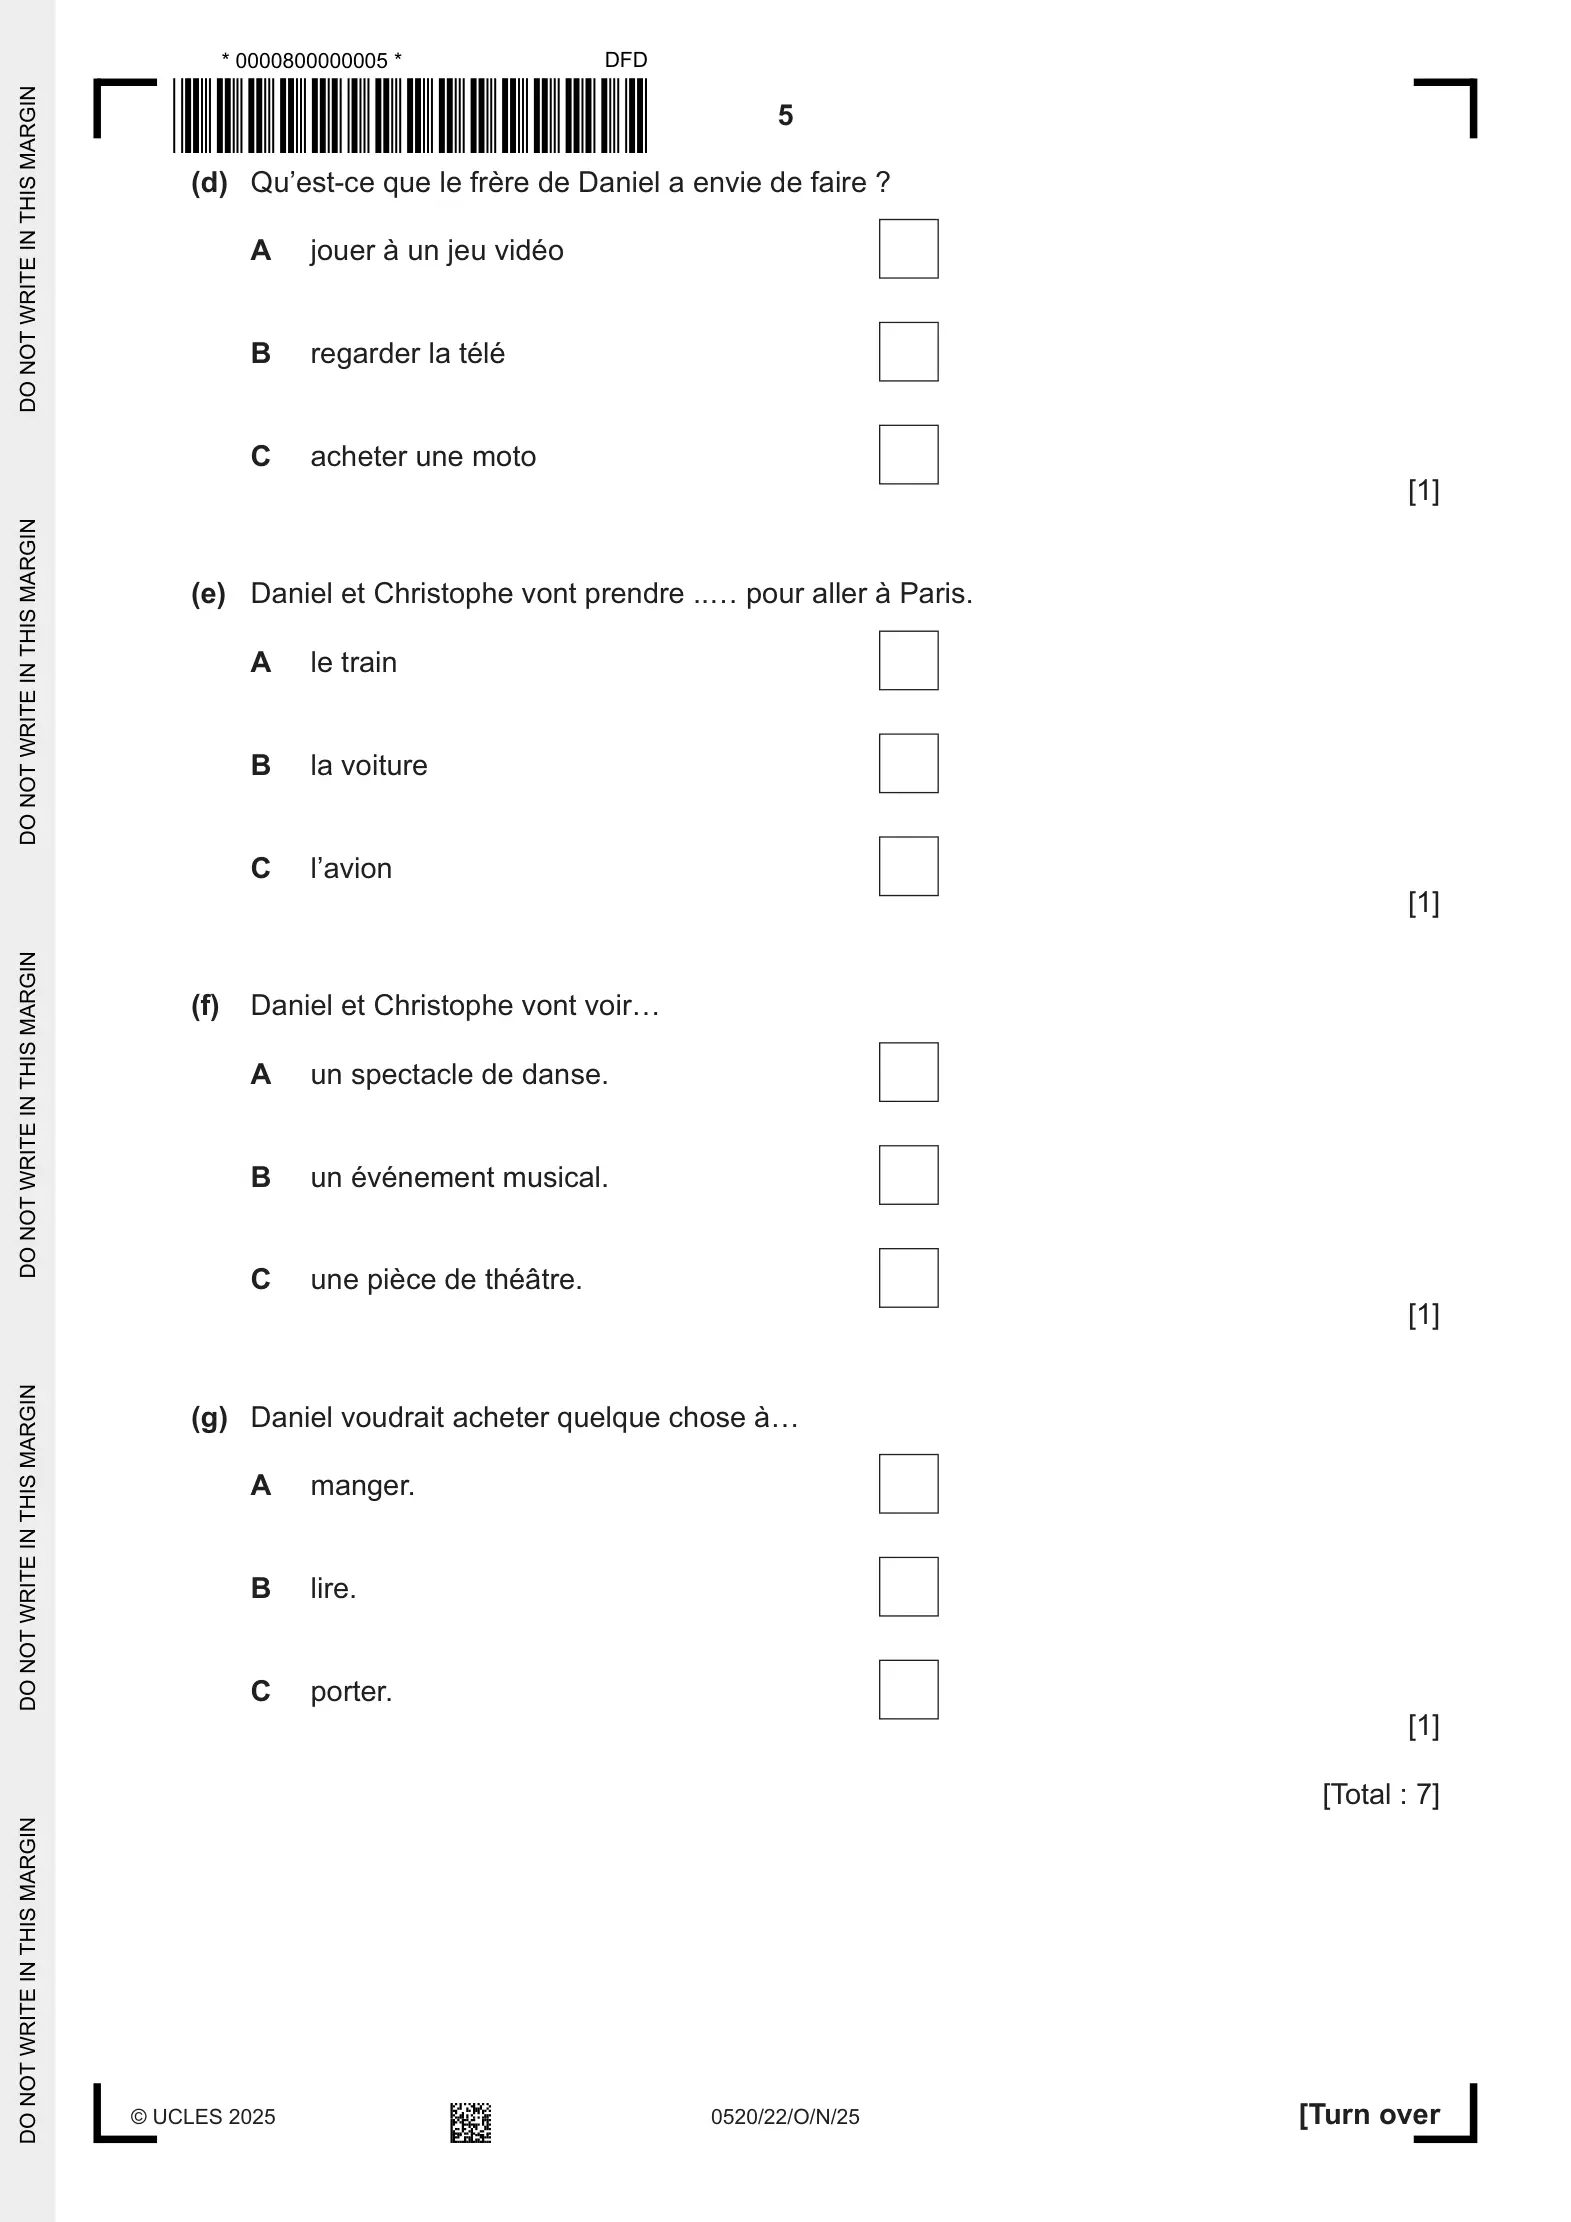 * 0000800000005 *
DFD
5
(d) Qu’est-ce que le frère de Daniel a envie de faire ?
A jouer à un jeu vidéo
B regarder la télé
C acheter une moto
[1]
(e) Daniel et Christophe vont prendre ..… pour aller à Paris.
A le train
B la voiture
C l’avion
[1]
(f) Daniel et Christophe vont voir…
A un spectacle de danse.
B un événement musical.
C une pièce de théâtre.
[1]
(g) Daniel voudrait acheter quelque chose à…
A manger.
B lire.
C porter.
[1]
[Total : 7]
© UCLES 2025
0520/22/O/N/25
[Turn over
DO NOT WRITE IN THIS MARGIN
DO NOT WRITE IN THIS MARGIN
DO NOT WRITE IN THIS MARGIN
DO NOT WRITE IN THIS MARGIN
DO NOT WRITE IN THIS MARGIN